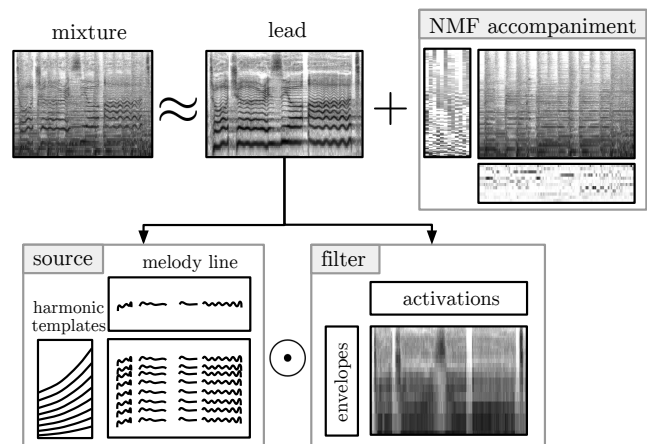 mixture
lead
NMF accompaniment
≈
+
source
melody line
harmonic
templates
filter
activations
envelopes